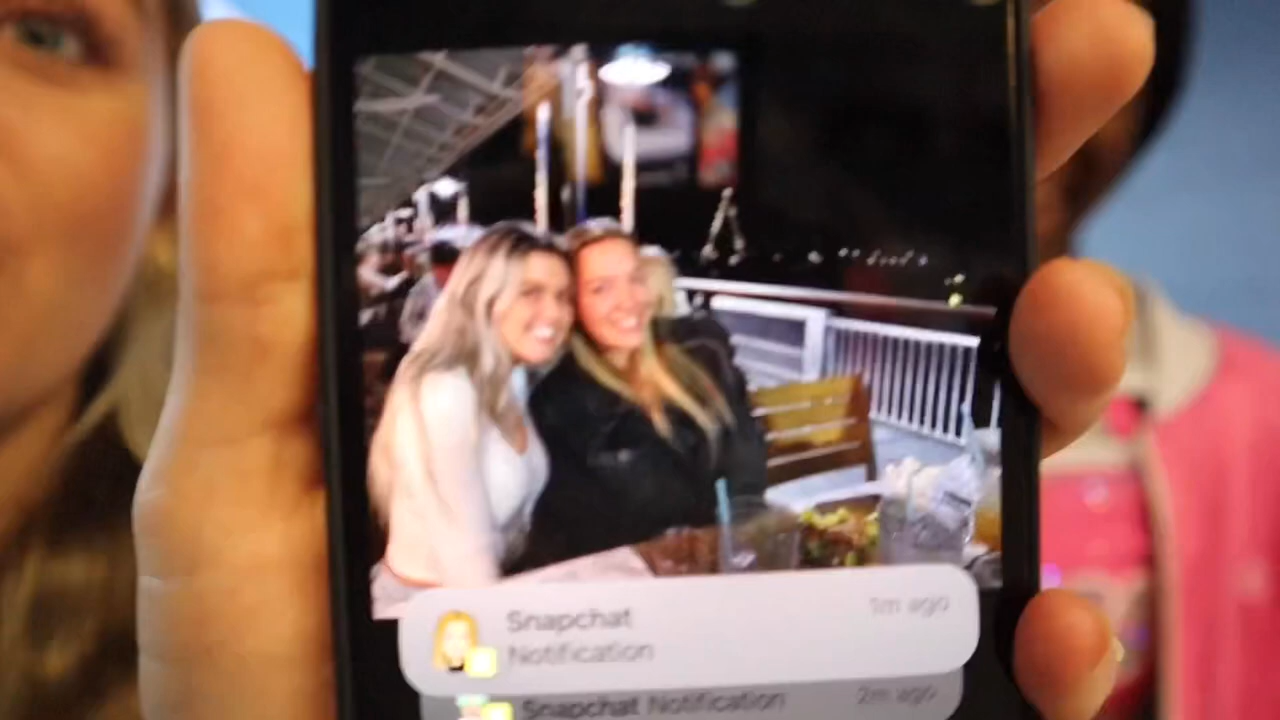 Snapchat
1m ago
Notification
Snapchat Notification
2m ago